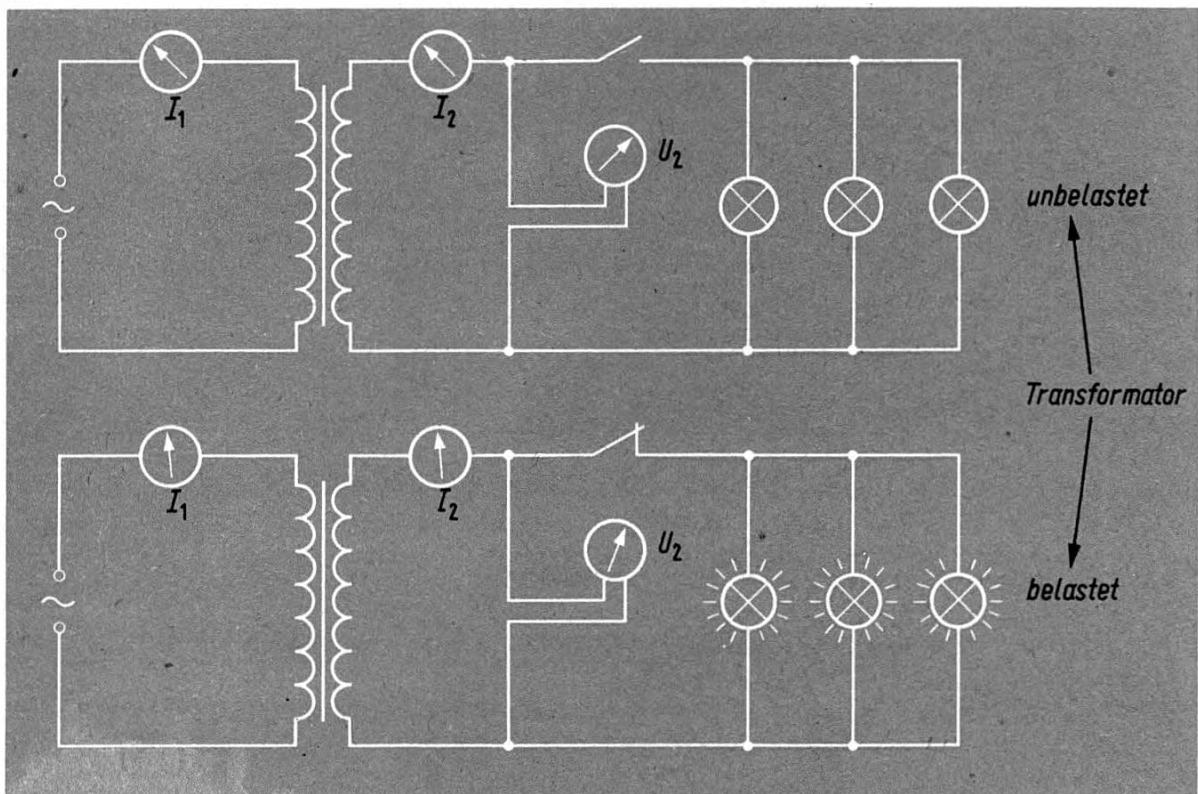 I₁
I₂
U₂
unbelastet
Transformator
I₁
I₂
U₂
belastet